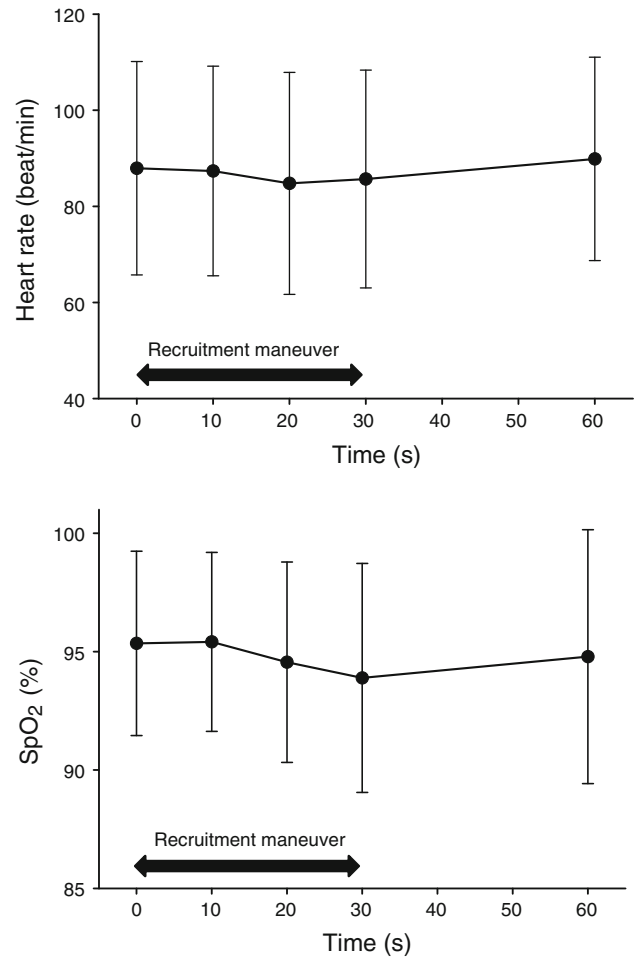 120
100
80
60
40
Heart rate (beat/min)
Recruitment maneuver
0 10 20 30 40 50 60
Time (s)
100
95
90
85
SpO₂ (%)
Recruitment maneuver
0 10 20 30 40 50 60
Time (s)